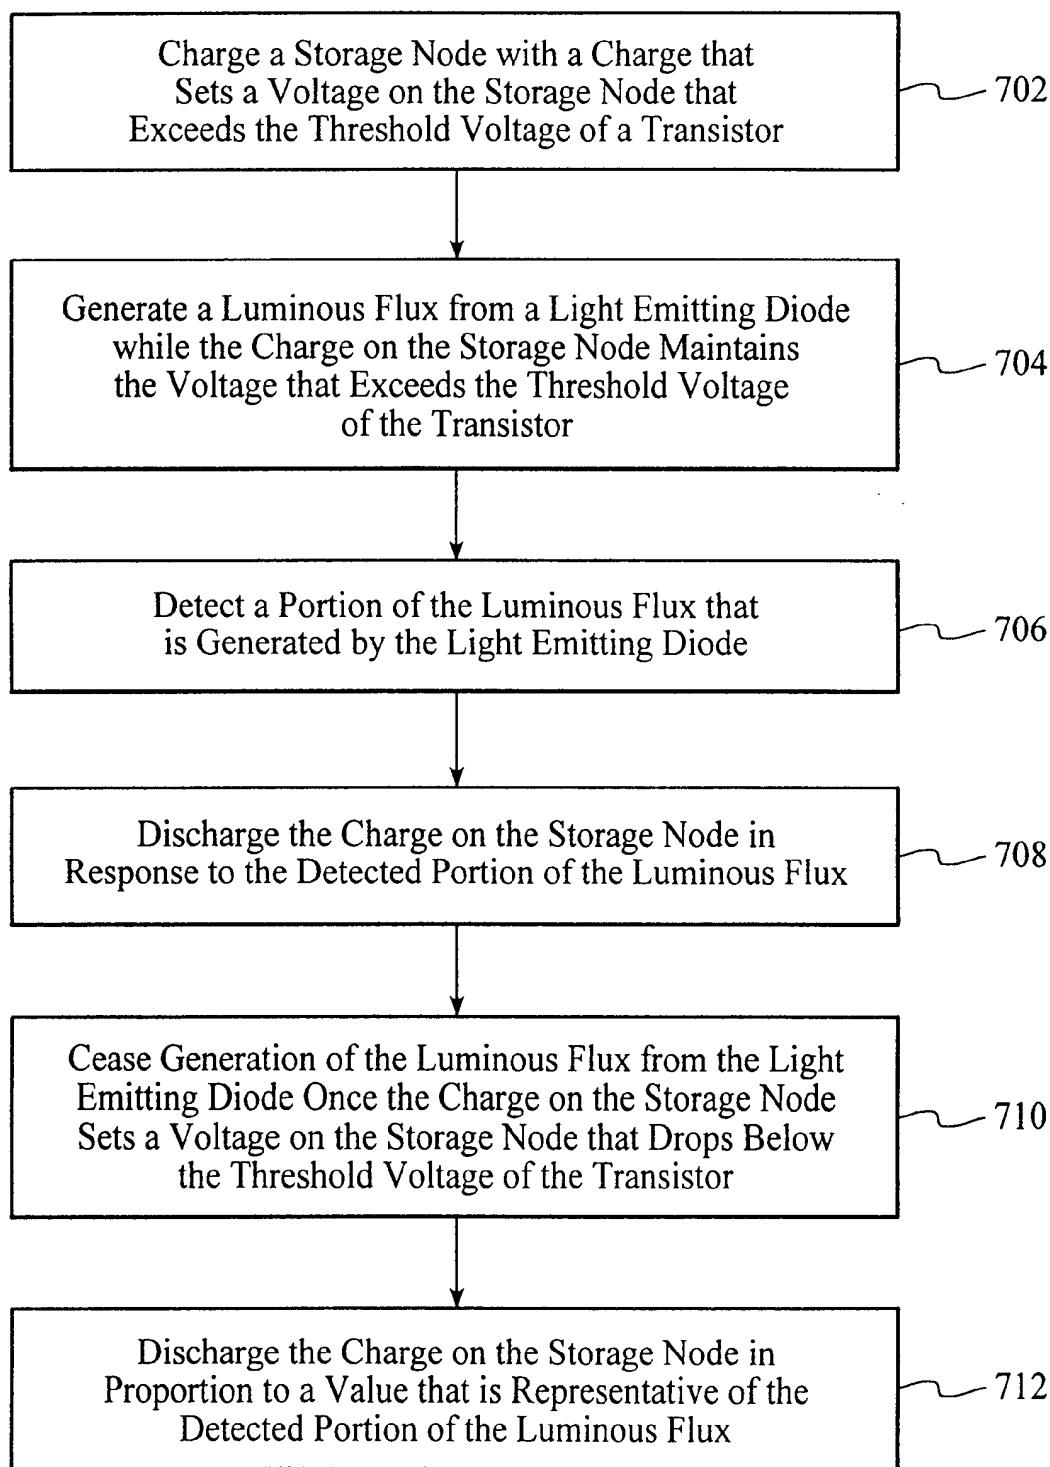 Charge a Storage Node with a Charge that
Sets a Voltage on the Storage Node that
Exceeds the Threshold Voltage of a Transistor
702
Generate a Luminous Flux from a Light Emitting Diode
while the Charge on the Storage Node Maintains
the Voltage that Exceeds the Threshold Voltage
of the Transistor
704
Detect a Portion of the Luminous Flux that
is Generated by the Light Emitting Diode
706
Discharge the Charge on the Storage Node in
Response to the Detected Portion of the Luminous Flux
708
Cease Generation of the Luminous Flux from the Light
Emitting Diode Once the Charge on the Storage Node
Sets a Voltage on the Storage Node that Drops Below
the Threshold Voltage of the Transistor
710
Discharge the Charge on the Storage Node in
Proportion to a Value that is Representative of the
Detected Portion of the Luminous Flux
712